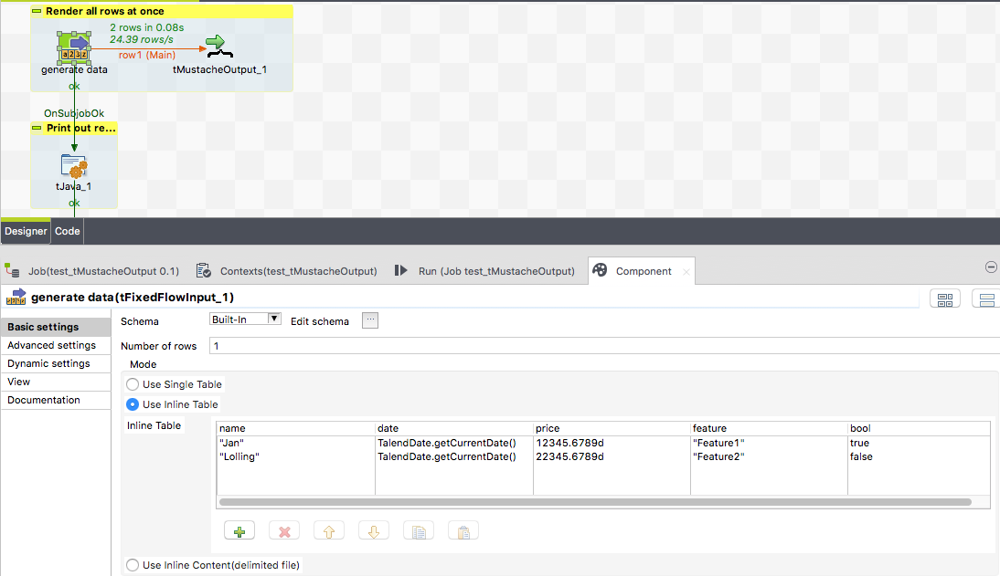 Render all rows at once
2 rows in 0.08s
24.39 rows/s
row1 (Main)
generate data
tMustacheOutput_1
ok
OnSubjobOk
Print out re...
tJava_1
ok
Designer
Code
Job(test_tMustacheOutput 0.1)
Contexts(test_tMustacheOutput)
Run (Job test_tMustacheOutput)
Component
generate data(tFixedFlowInput_1)
Basic settings
Advanced settings
Dynamic settings
View
Documentation
Schema
Built-In
Edit schema
...
Number of rows
1
Mode
Use Single Table
Use Inline Table
Inline Table
name date price feature bool
"Jan" TalendDate.getCurrentDate() 12345.6789d "Feature1" true
"Lolling" TalendDate.getCurrentDate() 22345.6789d "Feature2" false
Use Inline Content(delimited file)